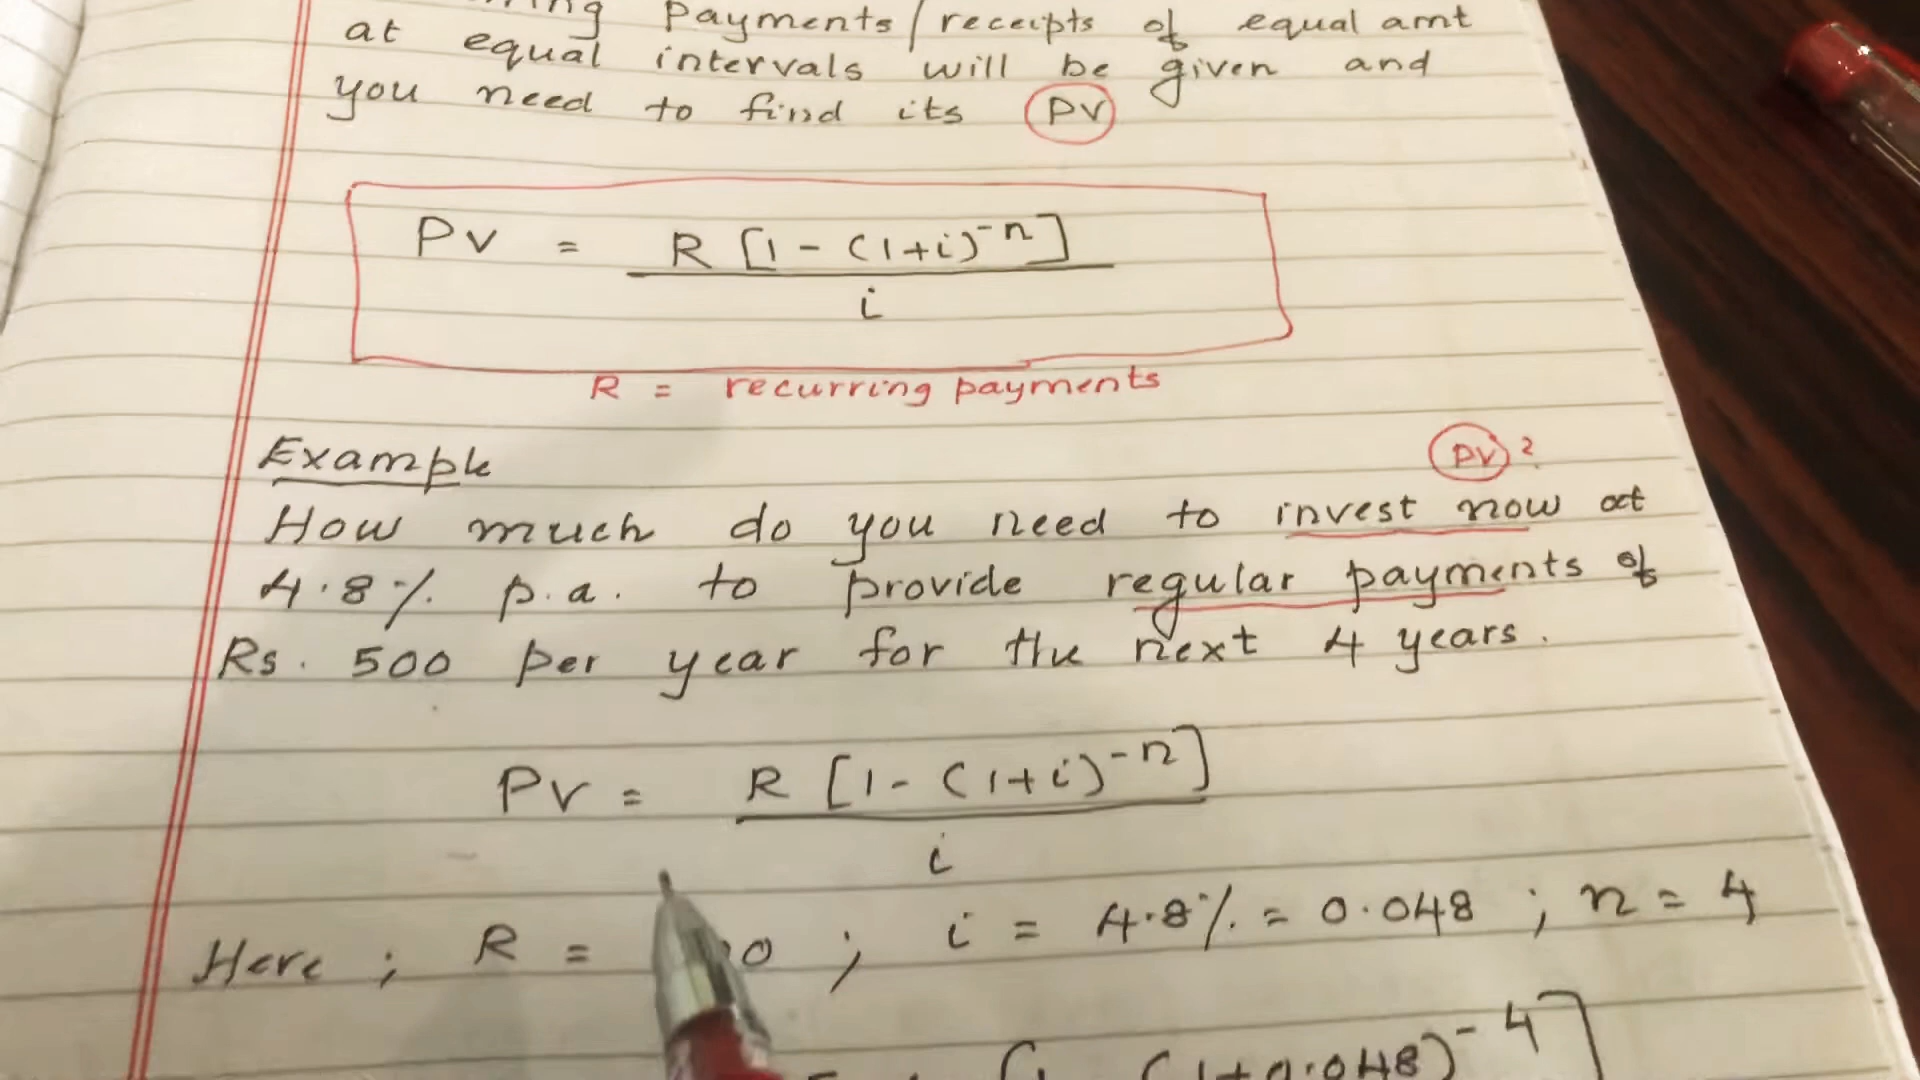 payments/receipts of equal amt
at equal intervals will be given and
you need to find its PV
PV = R [1 - (1+i)^-n]
i
R = recurring payments
Example
PV ?
How much do you need to invest now at
4.8% p.a. to provide regular payments of
Rs. 500 per year for the next 4 years.
PV = R [1 - (1+i)^-n]
i
Here ; R = 0 ; i = 4.8% = 0.048 ; n = 4
(1+0.048)^-4]